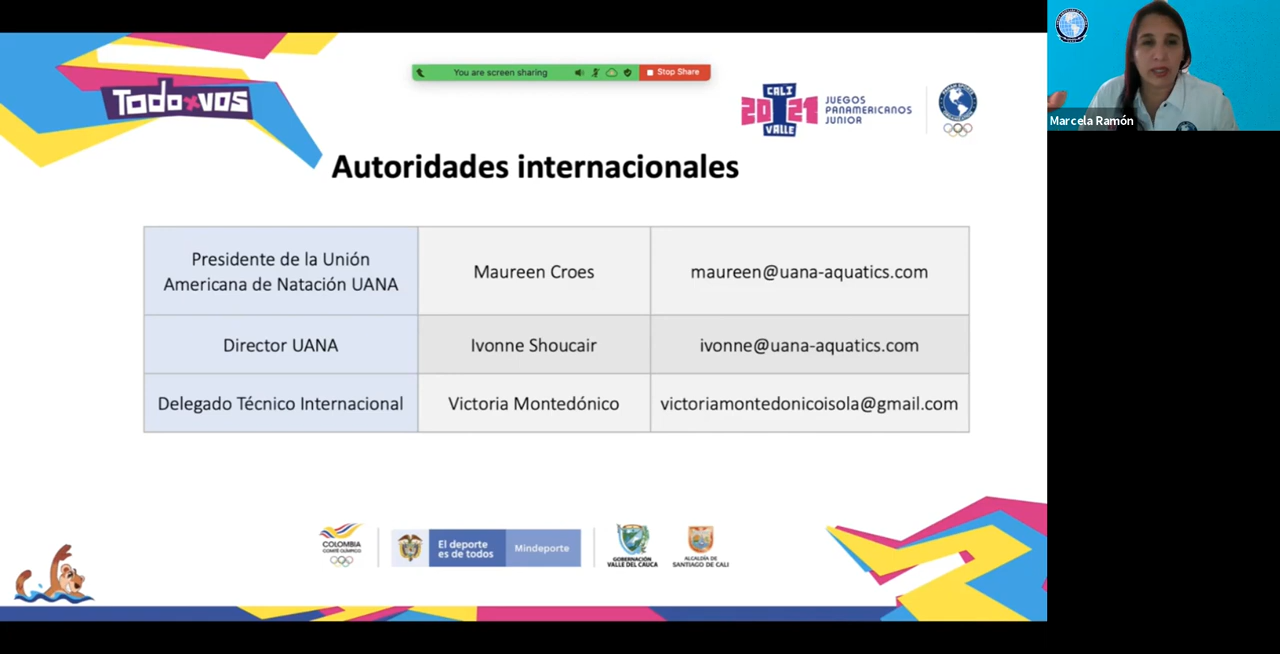 Todo x vos
You are screen sharing
Stop Share
CALI
2021
VALLE
JUEGOS
PANAMERICANOS
JUNIOR
Marcela Ramón
Autoridades internacionales
Presidente de la Unión
Americana de Natación UANA
Maureen Croes
maureen@uana-aquatics.com
Director UANA
Ivonne Shoucair
ivonne@uana-aquatics.com
Delegado Técnico Internacional
Victoria Montedónico
victoriamontedonicoisola@gmail.com
COLOMBIA
COMITÉ OLÍMPICO
El deporte
es de todos
Mindeporte
GOBERNACIÓN
VALLE DEL CAUCA
ALCALDÍA DE
SANTIAGO DE CALI